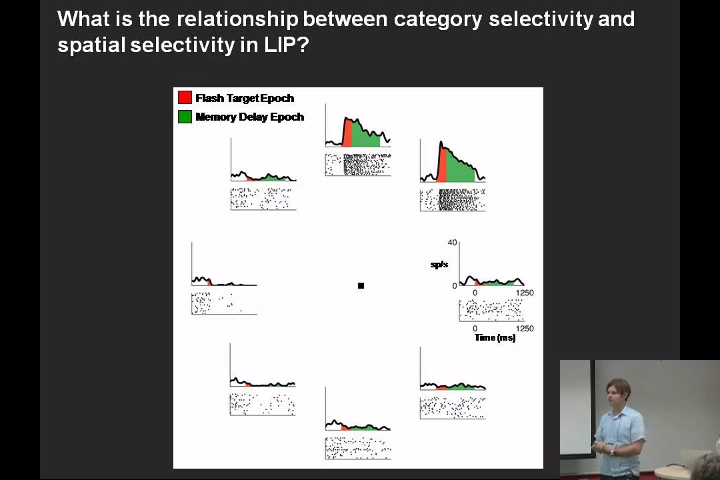 What is the relationship between category selectivity and
spatial selectivity in LIP?
Flash Target Epoch
Memory Delay Epoch
40
sp/s
0
0
1250
0
1250
Time (ms)